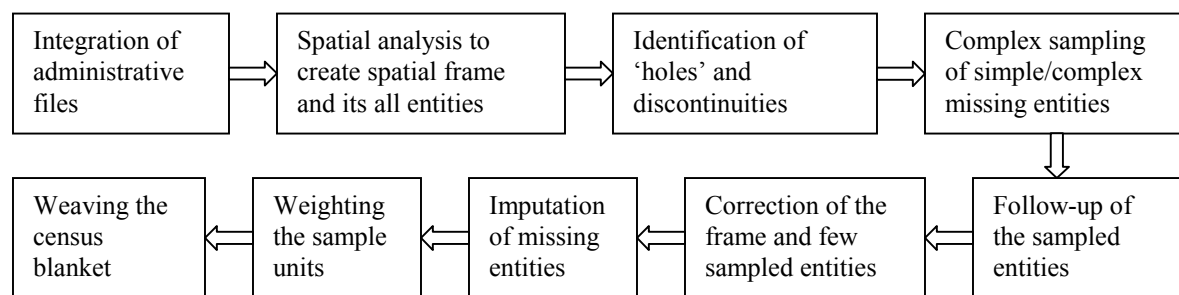 Integration of
administrative
files
Spatial analysis to
create spatial frame
and its all entities
Identification of
‘holes’ and
discontinuities
Complex sampling
of simple/complex
missing entities
Follow-up of
the sampled
entities
Correction of the
frame and few
sampled entities
Imputation
of missing
entities
Weighting
the sample
units
Weaving the
census
blanket